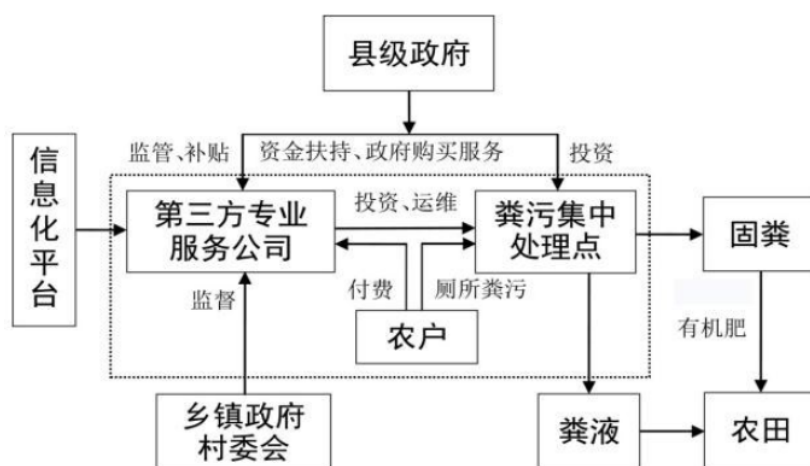 县级政府
监管、补贴
资金扶持、政府购买服务
投资
信息化平台
第三方专业
服务公司
投资、运维
粪污集中
处理点
固粪
监督
付费
厕所粪污
农户
有机肥
乡镇政府
村委会
粪液
农田